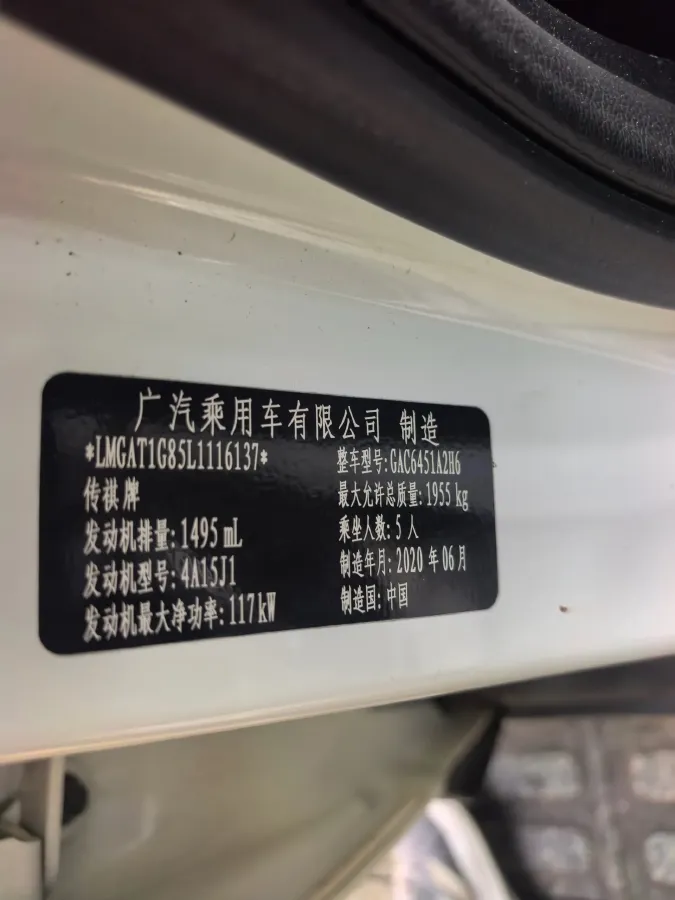 广汽乘用车有限公司 制造
*LMGAT1G85L1116137*
整车型号:GAC6451A2H6
传祺牌
最大允许总质量:1955 kg
发动机排量:1495 mL
乘坐人数:5 人
发动机型号:4A15J1
制造年月:2020 年 06 月
发动机最大净功率:117kW
制造国:中国